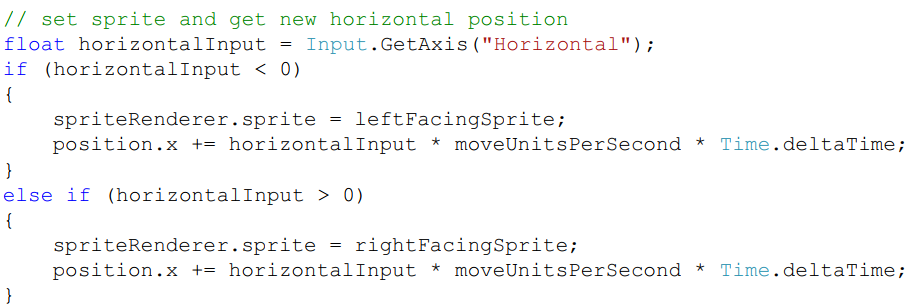 // set sprite and get new horizontal position
float horizontalInput = Input.GetAxis("Horizontal");
if (horizontalInput < 0)
{
    spriteRenderer.sprite = leftFacingSprite;
    position.x += horizontalInput * moveUnitsPerSecond * Time.deltaTime;
}
else if (horizontalInput > 0)
{
    spriteRenderer.sprite = rightFacingSprite;
    position.x += horizontalInput * moveUnitsPerSecond * Time.deltaTime;
}